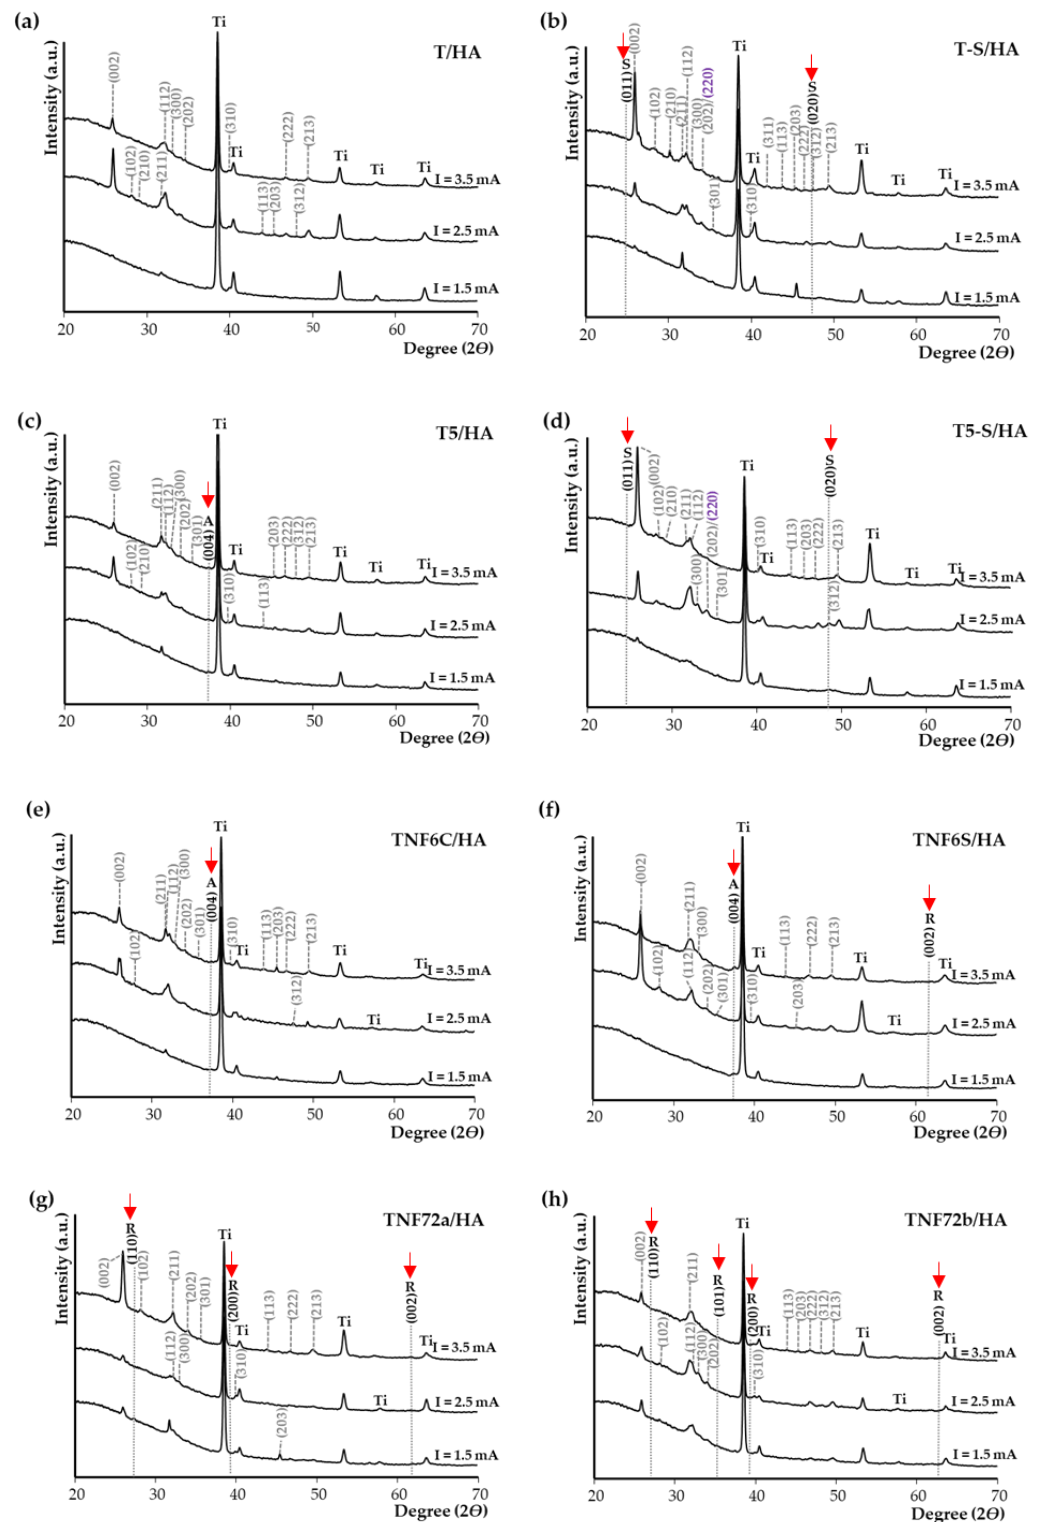 (a)
T/HA
Intensity (a.u.)
Ti
(002)
(112)
(300)
(202)
(310)
(222)
(213)
Ti
Ti
Ti
Ti
I = 3.5 mA
(102)
(210)
(211)
(113)
(203)
(312)
I = 2.5 mA
I = 1.5 mA
20 30 40 50 60 70
Degree (2Θ)
(b)
T-S/HA
Intensity (a.u.)
S
(011)
(002)
(102)
(210)
(211)
(112)
(300)
(202)/(220)
Ti
Ti
(311)
(113)
(203)
(222)
(312)
S
(020)
(213)
Ti
Ti
Ti
I = 3.5 mA
(301)
(310)
I = 2.5 mA
I = 1.5 mA
20 30 40 50 60 70
Degree (2Θ)
(c)
T5/HA
Intensity (a.u.)
Ti
(002)
(211)
(112)
(300)
(202)
(301)
A
(004)
Ti
(203)
(222)
(312)
(213)
Ti
Ti
Ti
I = 3.5 mA
(102)
(210)
(310)
(113)
I = 2.5 mA
I = 1.5 mA
20 30 40 50 60 70
Degree (2Θ)
(d)
T5-S/HA
Intensity (a.u.)
S
(011)
(002)
(102)
(210)
(211)
(112)
(202)/(220)
Ti
(310)
Ti
(113)
(203)
(222)
S
(020)
(213)
Ti
Ti
Ti
I = 3.5 mA
(300)
(301)
(312)
I = 2.5 mA
I = 1.5 mA
20 30 40 50 60 70
Degree (2Θ)
(e)
TNF6C/HA
Intensity (a.u.)
Ti
(002)
(211)
(112)
(300)
(202)
(301)
A
(004)
(310)
Ti
(113)
(203)
(222)
(213)
Ti
Ti
I = 3.5 mA
(102)
(312)
Ti
I = 2.5 mA
I = 1.5 mA
20 30 40 50 60 70
Degree (2Θ)
(f)
TNF6S/HA
Intensity (a.u.)
Ti
(002)
(211)
(300)
A
(004)
Ti
(113)
(222)
(213)
Ti
R
(002)
Ti
I = 3.5 mA
(102)
(112)
(202)
(301)
(310)
(203)
Ti
I = 2.5 mA
I = 1.5 mA
20 30 40 50 60 70
Degree (2Θ)
(g)
TNF72a/HA
Intensity (a.u.)
(002)
R
(110)
(102)
(211)
(202)
(301)
Ti
R
(200)
Ti
(113)
(222)
(213)
Ti
R
(002)
Ti
I = 3.5 mA
(112)
(300)
(310)
Ti
I = 2.5 mA
(203)
I = 1.5 mA
20 30 40 50 60 70
Degree (2Θ)
(h)
TNF72b/HA
Intensity (a.u.)
(002)
R
(110)
(211)
R
(101)
Ti
R
(200)
Ti
(113)
(203)
(222)
(312)
(213)
Ti
R
(002)
Ti
I = 3.5 mA
(102)
(112)
(300)
(202)
(310)
Ti
I = 2.5 mA
I = 1.5 mA
20 30 40 50 60 70
Degree (2Θ)